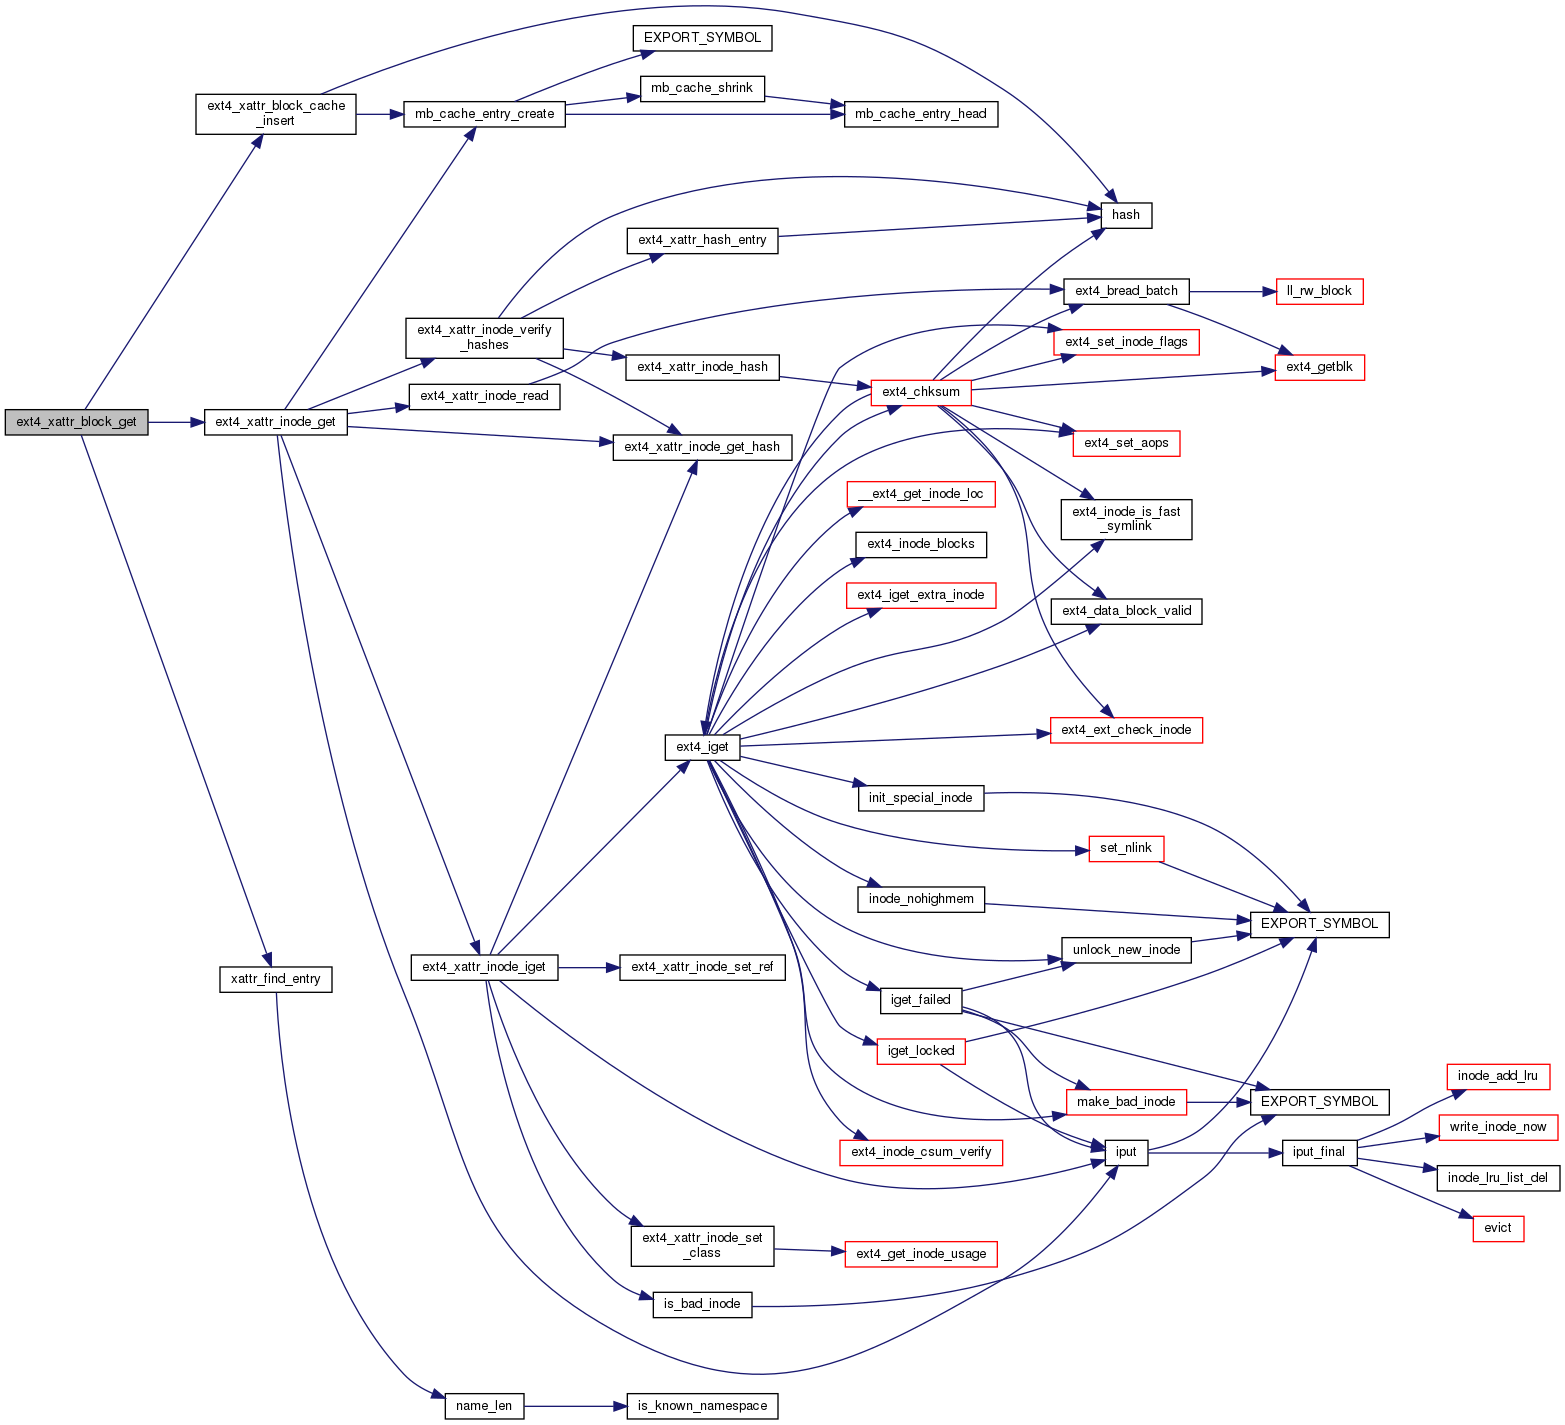 EXPORT_SYMBOL
mb_cache_shrink
ext4_xattr_block_cache
_insert
mb_cache_entry_create
mb_cache_entry_head
hash
ext4_xattr_hash_entry
ext4_bread_batch
ll_rw_block
ext4_xattr_inode_verify
_hashes
ext4_set_inode_flags
ext4_xattr_inode_hash
ext4_getblk
ext4_chksum
ext4_xattr_inode_read
ext4_xattr_block_get
ext4_xattr_inode_get
ext4_xattr_inode_get_hash
ext4_set_aops
__ext4_get_inode_loc
ext4_inode_is_fast
_symlink
ext4_inode_blocks
ext4_iget_extra_inode
ext4_data_block_valid
ext4_ext_check_inode
ext4_iget
init_special_inode
set_nlink
inode_nohighmem
EXPORT_SYMBOL
unlock_new_inode
ext4_xattr_inode_iget
ext4_xattr_inode_set_ref
xattr_find_entry
iget_failed
iget_locked
inode_add_lru
make_bad_inode
EXPORT_SYMBOL
write_inode_now
ext4_inode_csum_verify
iput
iput_final
inode_lru_list_del
evict
ext4_xattr_inode_set
_class
ext4_get_inode_usage
is_bad_inode
name_len
is_known_namespace